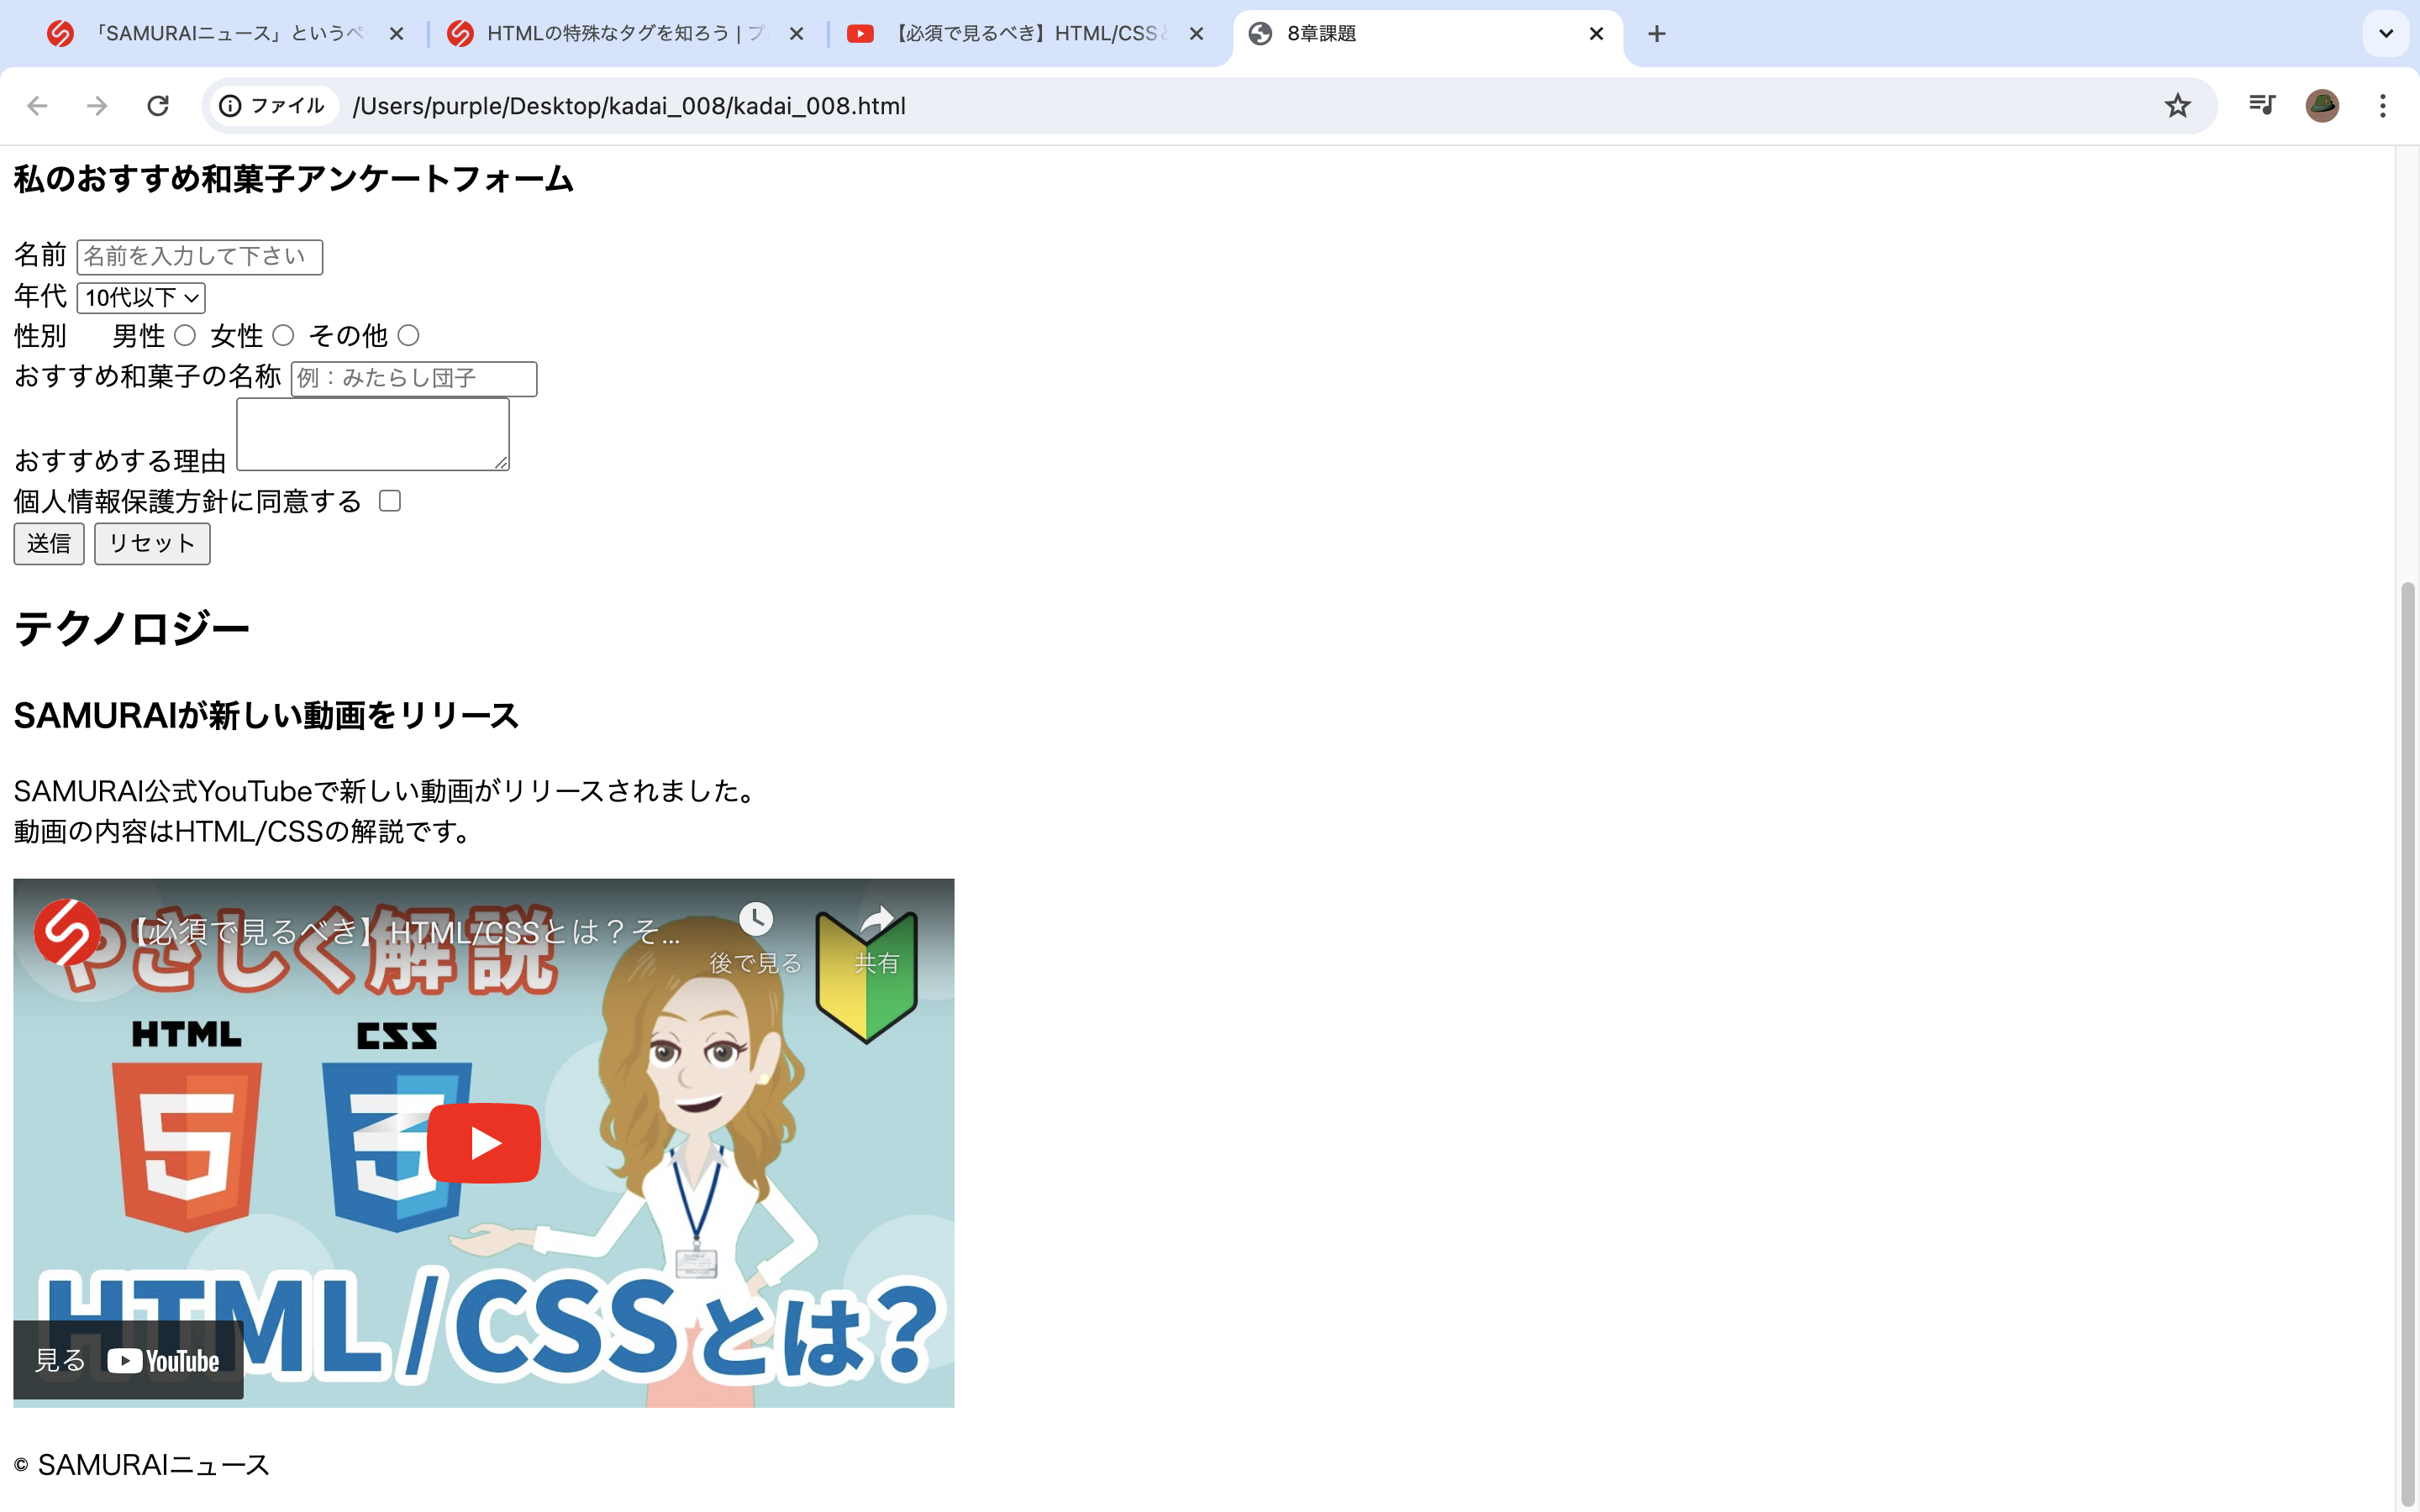 「SAMURAIニュース」というペ
HTMLの特殊なタグを知ろう | プ
【必須で見るべき】HTML/CSSと
8章課題
ファイル /Users/purple/Desktop/kadai_008/kadai_008.html
私のおすすめ和菓子アンケートフォーム
名前 名前を入力して下さい
年代 10代以下
性別 男性 女性 その他
おすすめ和菓子の名称 例：みたらし団子
おすすめする理由
個人情報保護方針に同意する
送信 リセット
テクノロジー
SAMURAIが新しい動画をリリース
SAMURAI公式YouTubeで新しい動画がリリースされました。
動画の内容はHTML/CSSの解説です。
【必須で見るべき】HTML/CSSとは？そ...
後で見る 共有
やさしく解説
HTML CSS
HTML/CSSとは？
見る YouTube
© SAMURAIニュース